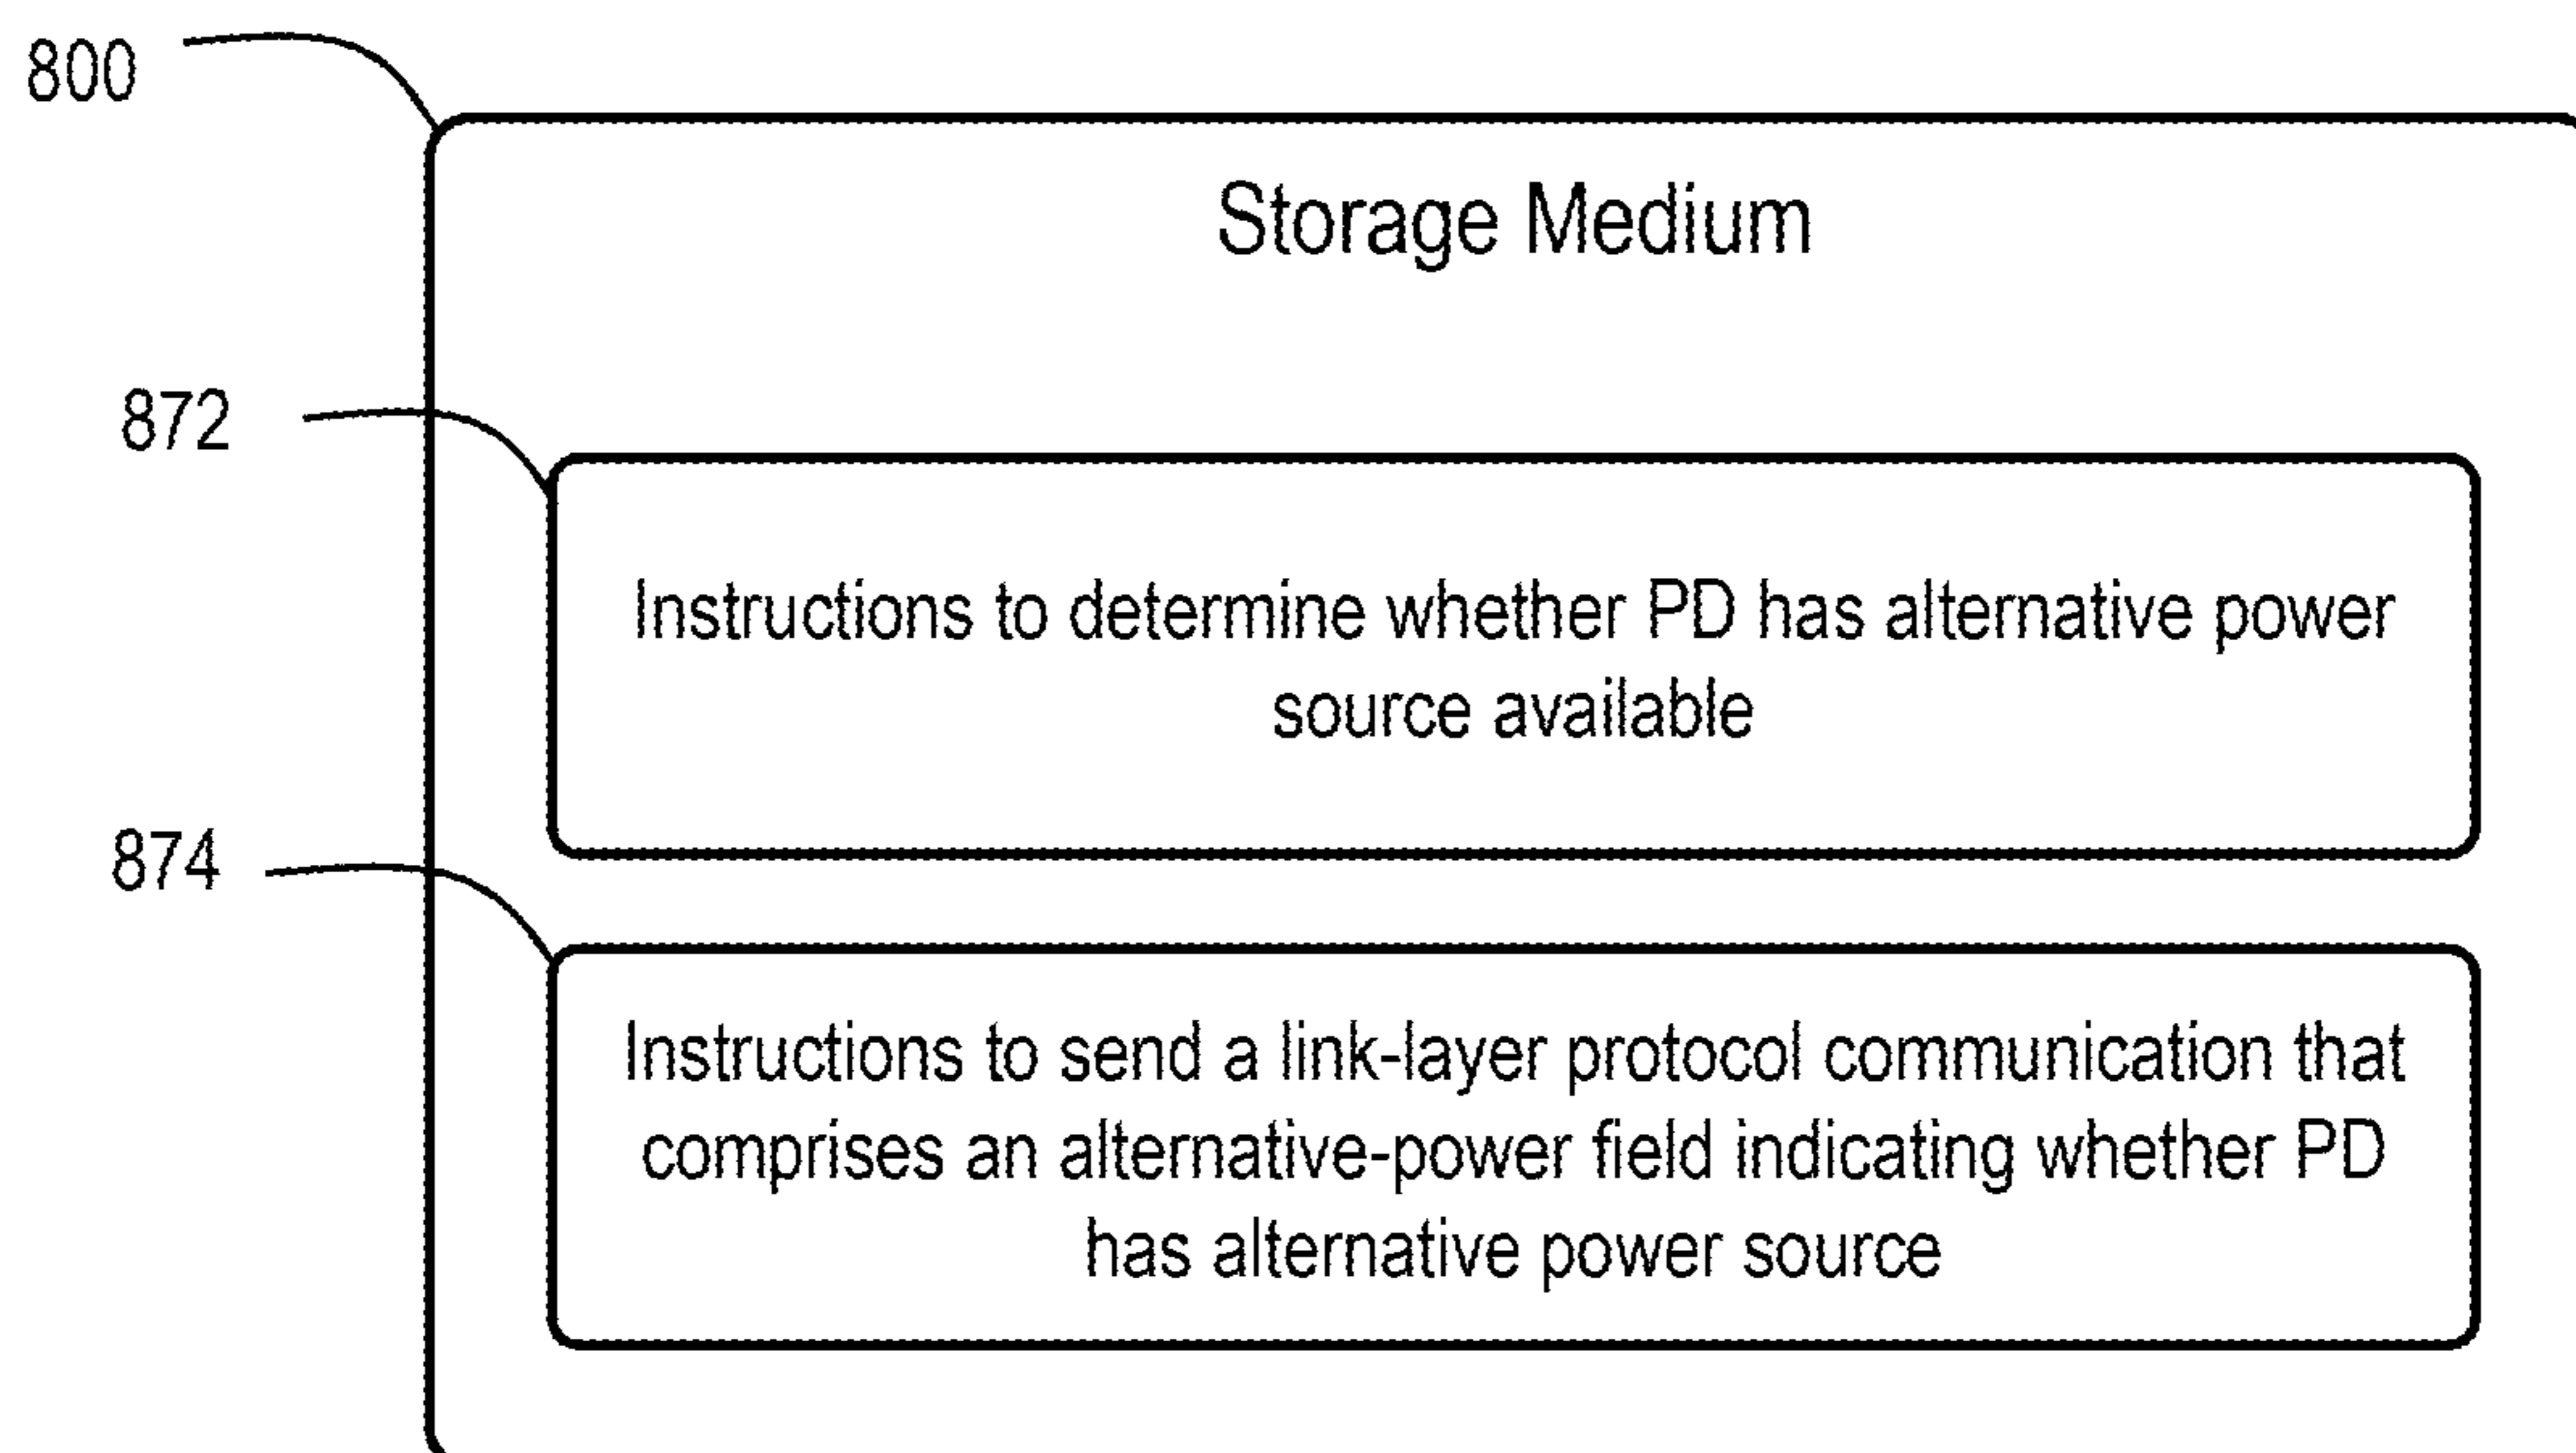 800
Storage Medium
872
Instructions to determine whether PD has alternative power
source available
874
Instructions to send a link-layer protocol communication that
comprises an alternative-power field indicating whether PD
has alternative power source